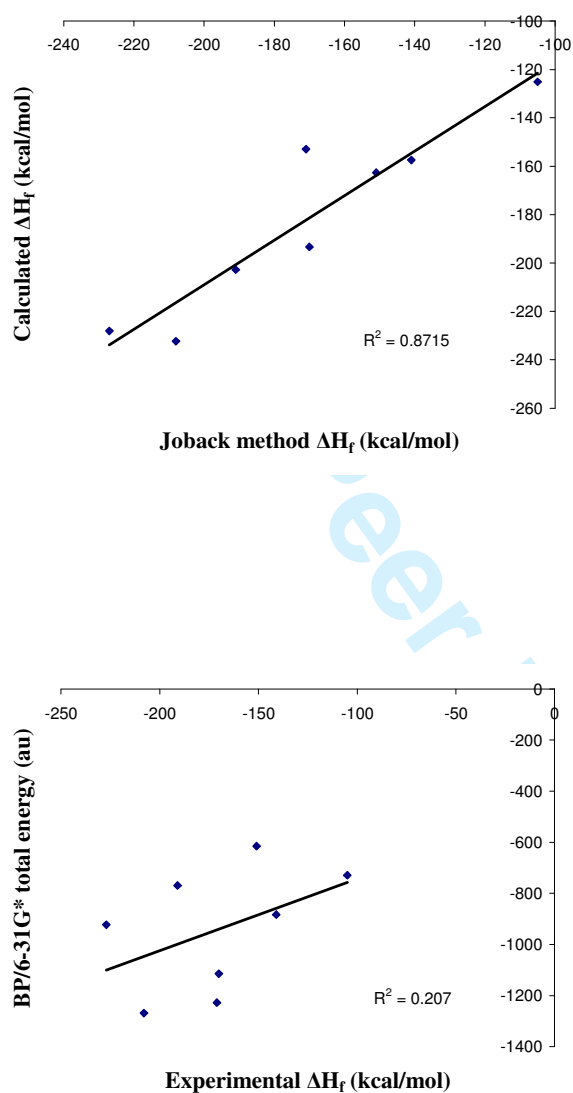 -240 -220 -200 -180 -160 -140 -120 -100
-100
-120
-140
-160
-180
-200
-220
-240
-260
Calculated ΔHf (kcal/mol)
R2 = 0.8715
Joback method ΔHf (kcal/mol)
peer
-250 -200 -150 -100 -50 0
0
-200
-400
-600
-800
-1000
-1200
-1400
BP/6-31G* total energy (au)
R2 = 0.207
Experimental ΔHf (kcal/mol)